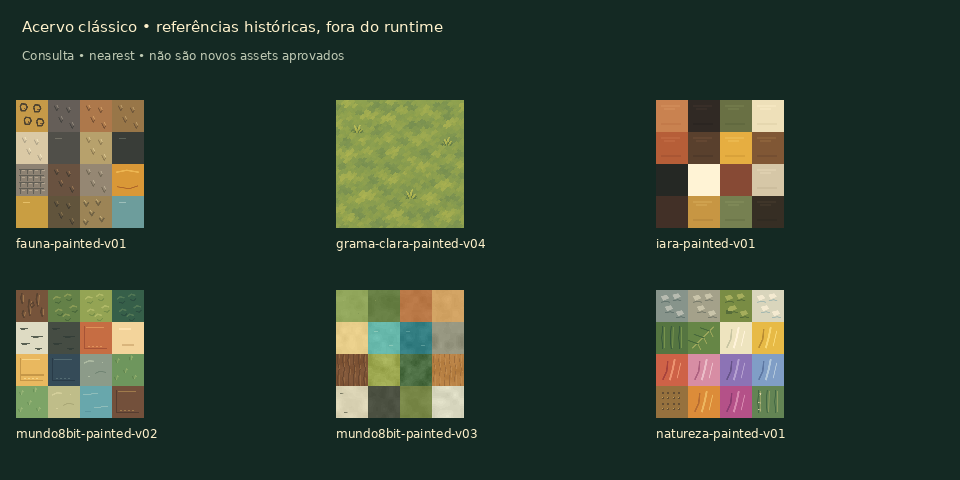 Acervo clássico • referências históricas, fora do runtime
Consulta • nearest • não são novos assets aprovados
fauna-painted-v01
grama-clara-painted-v04
iara-painted-v01
mundo8bit-painted-v02
mundo8bit-painted-v03
natureza-painted-v01